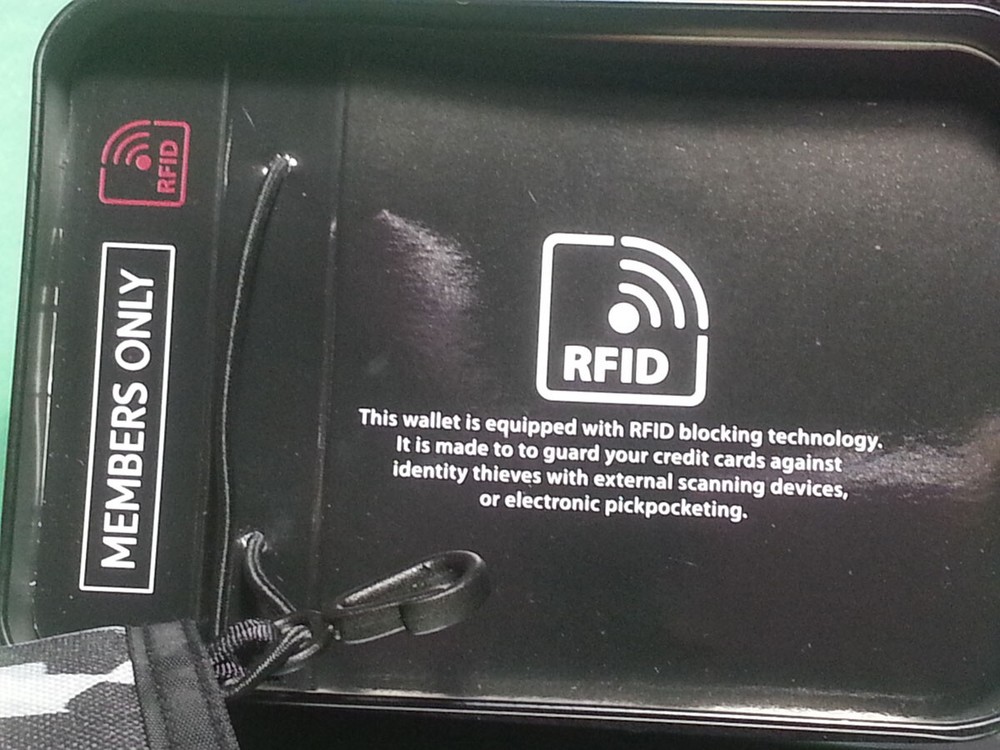 RFID
MEMBERS ONLY
RFID
This wallet is equipped with RFID blocking technology.
It is made to to guard your credit cards against
identity thieves with external scanning devices,
or electronic pickpocketing.